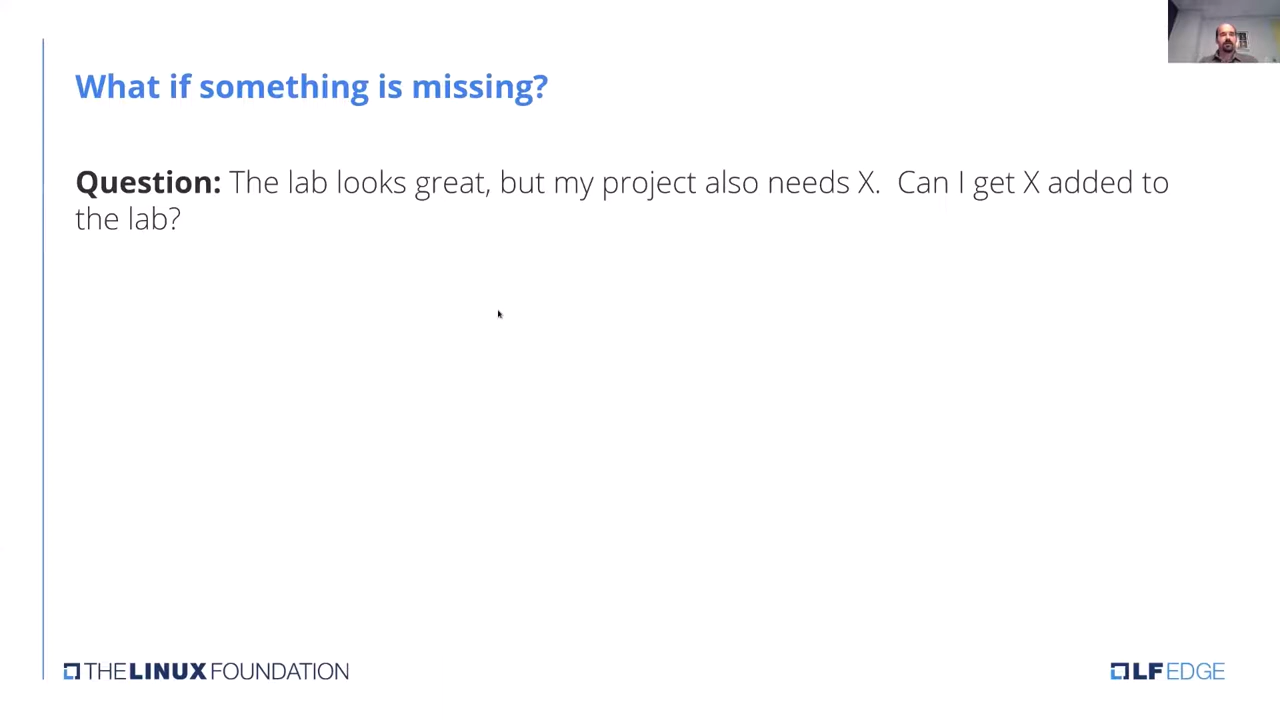 What if something is missing?
Question: The lab looks great, but my project also needs X.  Can I get X added to
the lab?
THE LINUX FOUNDATION
LF EDGE